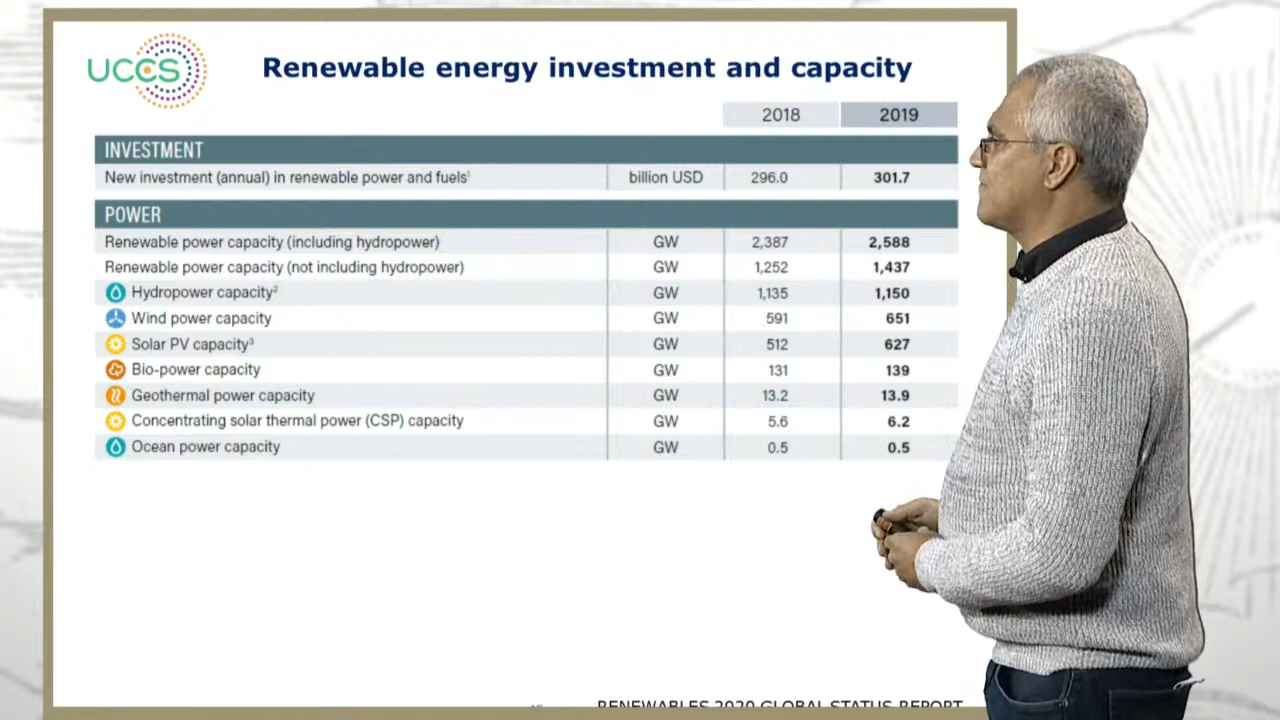 UCCS
Renewable energy investment and capacity
2018 2019
INVESTMENT
New investment (annual) in renewable power and fuels¹ billion USD 296.0 301.7
POWER
Renewable power capacity (including hydropower) GW 2,387 2,588
Renewable power capacity (not including hydropower) GW 1,252 1,437
Hydropower capacity² GW 1,135 1,150
Wind power capacity GW 591 651
Solar PV capacity³ GW 512 627
Bio-power capacity GW 131 139
Geothermal power capacity GW 13.2 13.9
Concentrating solar thermal power (CSP) capacity GW 5.6 6.2
Ocean power capacity GW 0.5 0.5
RENEWABLES 2020 GLOBAL STATUS REPORT